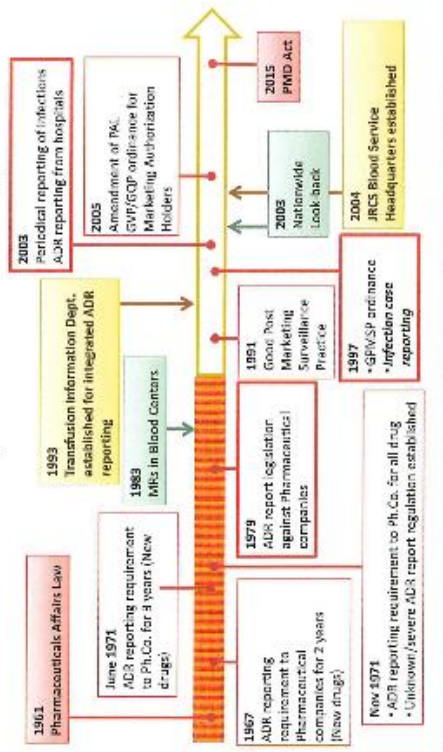 1961
Pharmaceuticals Affairs Law
June 1971
ADR reporting requirement
to Ph.Co. for 3 years (New
drugs)
1983
MRs in Blood Centers
1993
Transfusion Information Dept.
established for integrated ADR
reporting
2003
Periodical reporting of infections
ADR reporting from hospitals
2005
Amendment of PAL
GVP/GQP ordinance for
Marketing Authorization
Holders
1967
ADR reporting
requirement to
Pharmaceutical
companies for 2 years
(New drugs)
Nov 1971
• ADR reporting requirement to Ph.Co. for all drug
• Unknown/severe ADR report regulation established
1979
ADR report legislation
against Pharmaceutical
companies
1991
Good Post
Marketing
Surveillance
Practice
1997
• GPMSP ordinance
• Infection case
reporting
2003
Nationwide
Look-back
2004
JRCS Blood Service
Headquarters established
2015
PMD Act